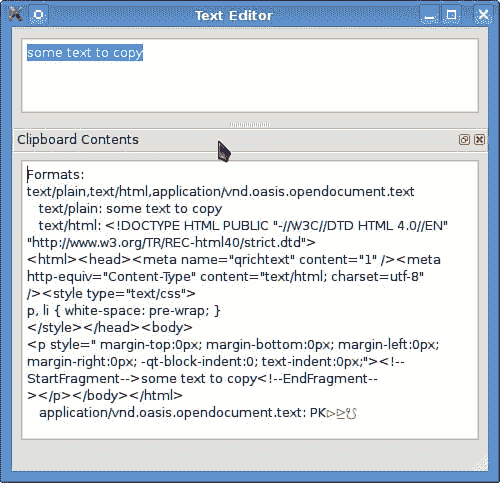 Text Editor
some text to copy
Clipboard Contents
Formats:
text/plain,text/html,application/vnd.oasis.opendocument.text
text/plain: some text to copy
text/html: <!DOCTYPE HTML PUBLIC "-//W3C//DTD HTML 4.0//EN"
"http://www.w3.org/TR/REC-html40/strict.dtd">
<html><head><meta name="qrichtext" content="1" /><meta
http-equiv="Content-Type" content="text/html; charset=utf-8"
/><style type="text/css">
p, li { white-space: pre-wrap; }
</style></head><body>
<p style=" margin-top:0px; margin-bottom:0px; margin-left:0px;
margin-right:0px; -qt-block-indent:0; text-indent:0px;"><!--
StartFragment-->some text to copy<!--EndFragment--
></p></body></html>
application/vnd.oasis.opendocument.text: PK